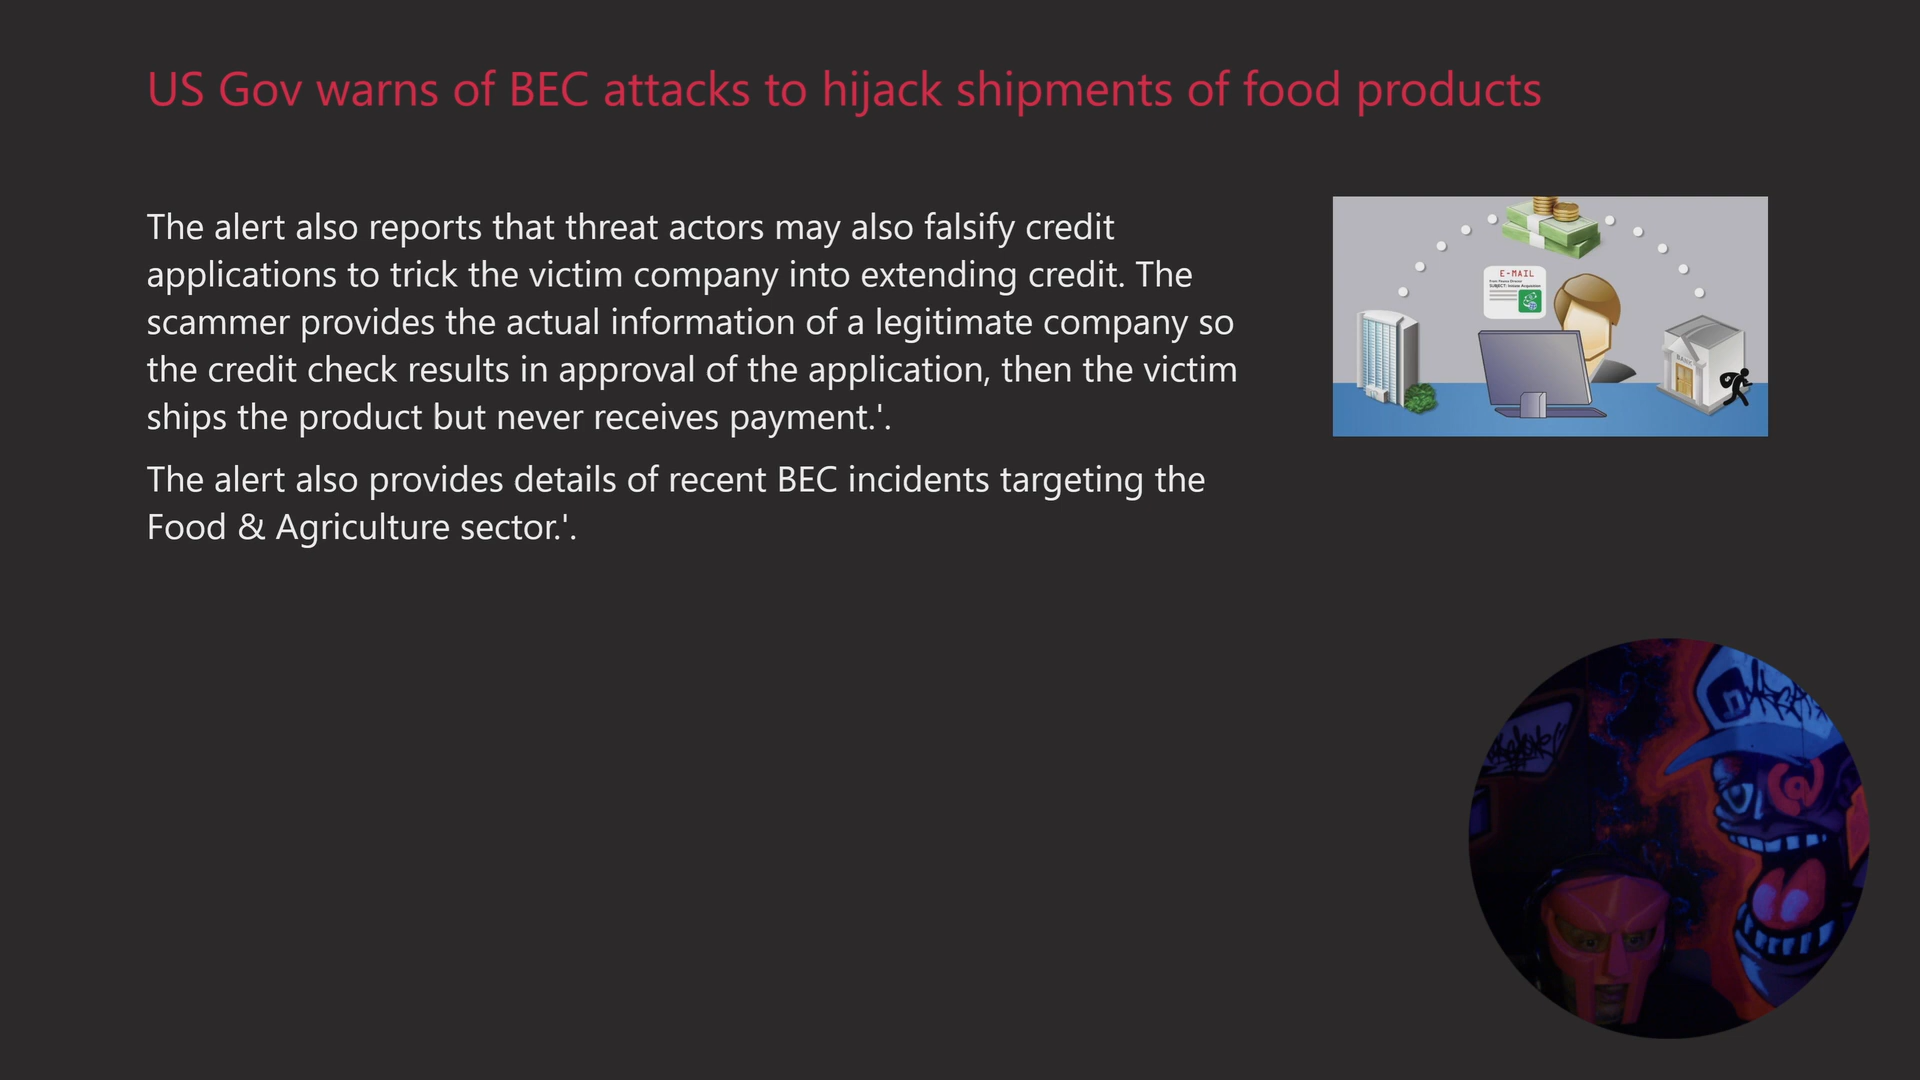 US Gov warns of BEC attacks to hijack shipments of food products
The alert also reports that threat actors may also falsify credit
applications to trick the victim company into extending credit. The
scammer provides the actual information of a legitimate company so
the credit check results in approval of the application, then the victim
ships the product but never receives payment.'.
The alert also provides details of recent BEC incidents targeting the
Food & Agriculture sector.'.
E-MAIL
BANK